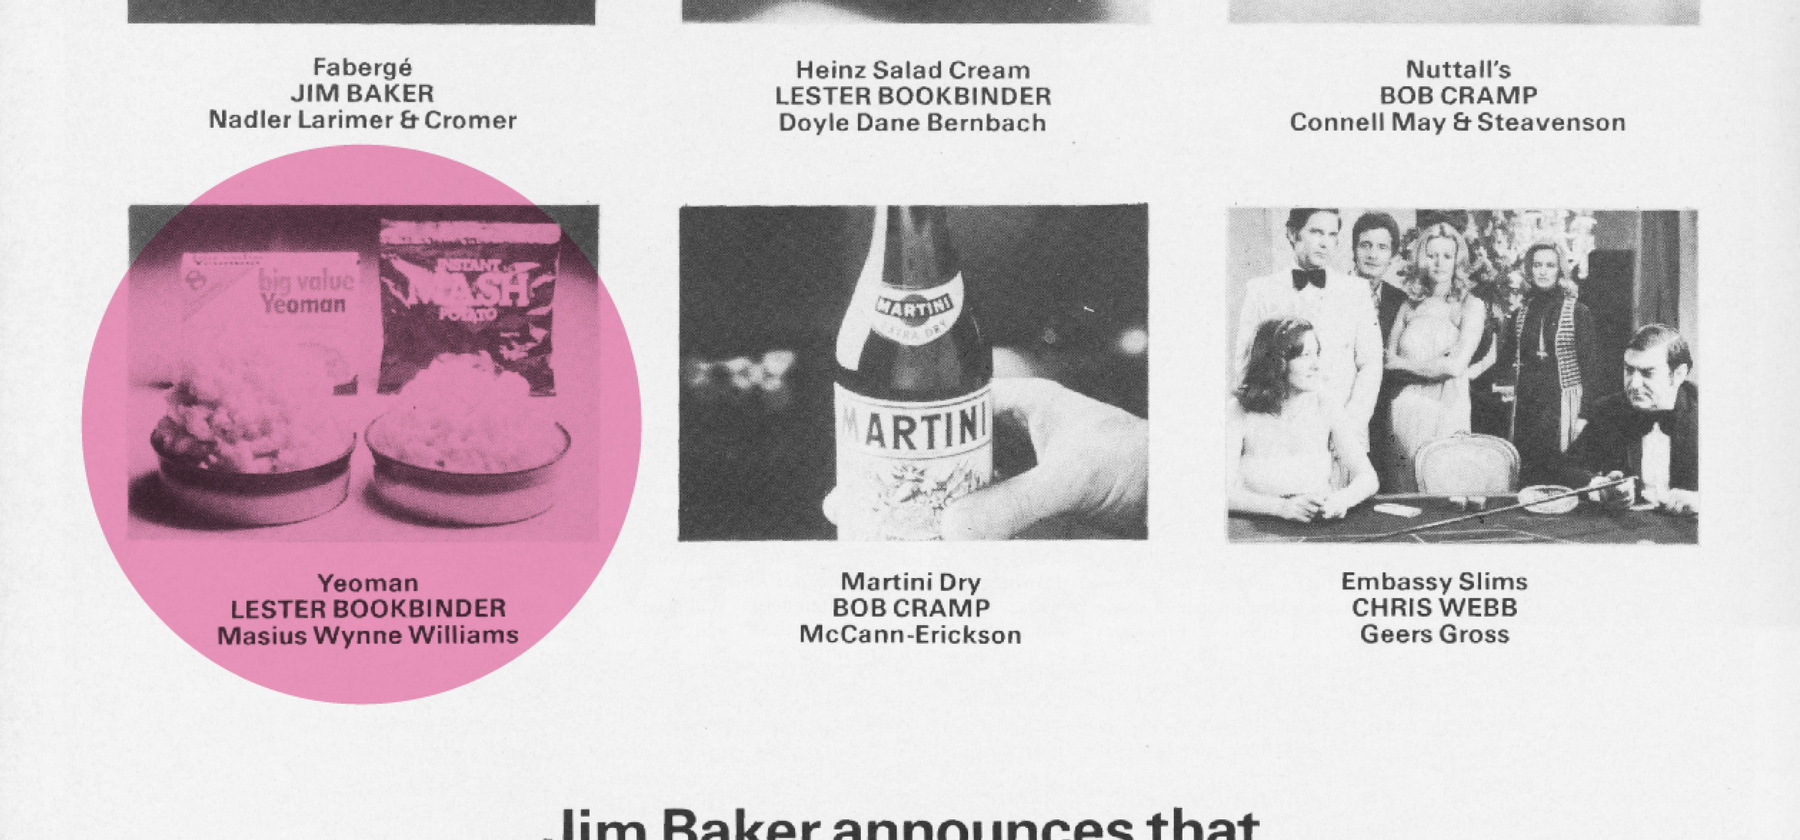 Fabergé
JIM BAKER
Nadler Larimer & Cromer
Heinz Salad Cream
LESTER BOOKBINDER
Doyle Dane Bernbach
Nuttall's
BOB CRAMP
Connell May & Steavenson
big value
Yeoman
INSTANT
MASH
POTATO
Yeoman
LESTER BOOKBINDER
Masius Wynne Williams
MARTINI
EXTRA DRY
MARTINI
Martini Dry
BOB CRAMP
McCann-Erickson
Embassy Slims
CHRIS WEBB
Geers Gross
Jim Baker announces that